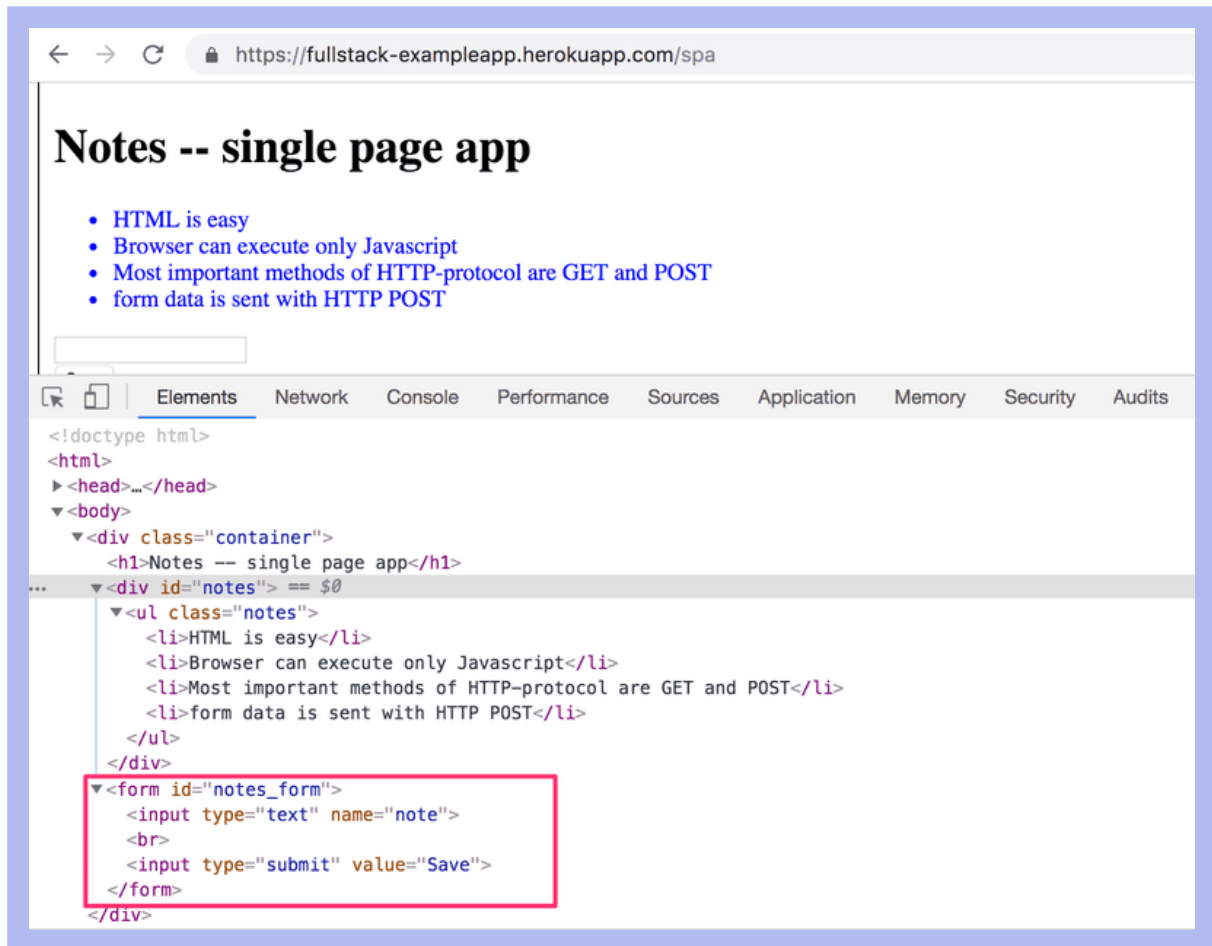 https://fullstack-exampleapp.herokuapp.com/spa
Notes -- single page app
• HTML is easy
• Browser can execute only Javascript
• Most important methods of HTTP-protocol are GET and POST
• form data is sent with HTTP POST
Elements Network Console Performance Sources Application Memory Security Audits
<!doctype html>
<html>
▶<head>…</head>
▼<body>
▼<div class="container">
<h1>Notes -- single page app</h1>
... ▼<div id="notes"> == $0
▼<ul class="notes">
<li>HTML is easy</li>
<li>Browser can execute only Javascript</li>
<li>Most important methods of HTTP-protocol are GET and POST</li>
<li>form data is sent with HTTP POST</li>
</ul>
</div>
▼<form id="notes_form">
<input type="text" name="note">
<br>
<input type="submit" value="Save">
</form>
</div>